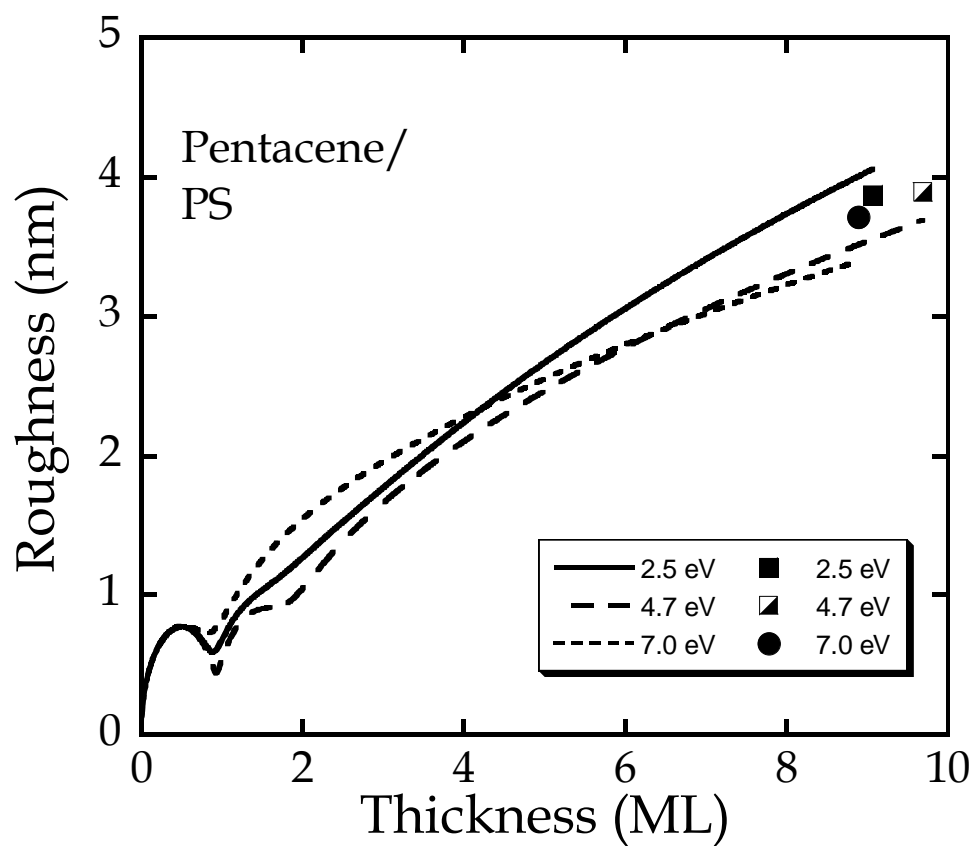 5
Pentacene/
4
PS
3
2
1
0
Roughness (nm)
2.5 eV 2.5 eV
4.7 eV 4.7 eV
7.0 eV 7.0 eV
0 2 4 6 8 10
Thickness (ML)